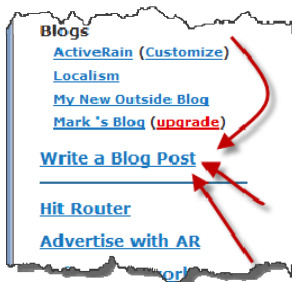 Blogs
ActiveRain (Customize)
Localism
My New Outside Blog
Mark 's Blog (upgrade)
Write a Blog Post
Hit Router
Advertise with AR